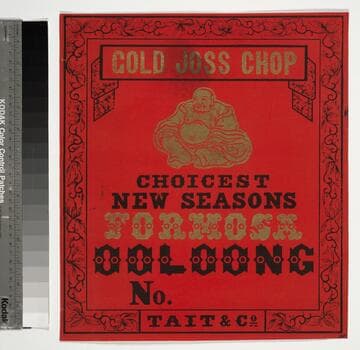 GOLD JOSS CHOP
CHOICEST
NEW SEASONS
FORMOSA
OOLOONG
No.
TAIT & Co.
KODAK Color Control Patches
Kodak